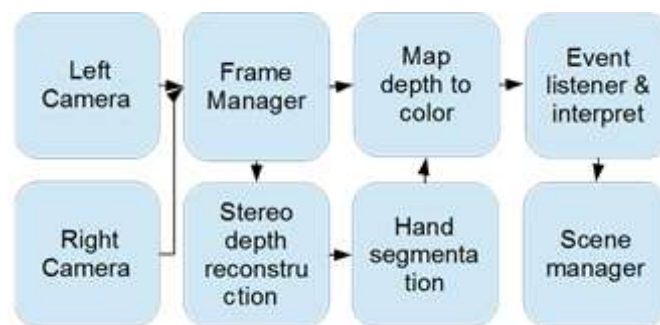 Left
Camera
Frame
Manager
Map
depth to
color
Event
listener &
interpret
Right
Camera
Stereo
depth
reconstru
ction
Hand
segmenta
tion
Scene
manager